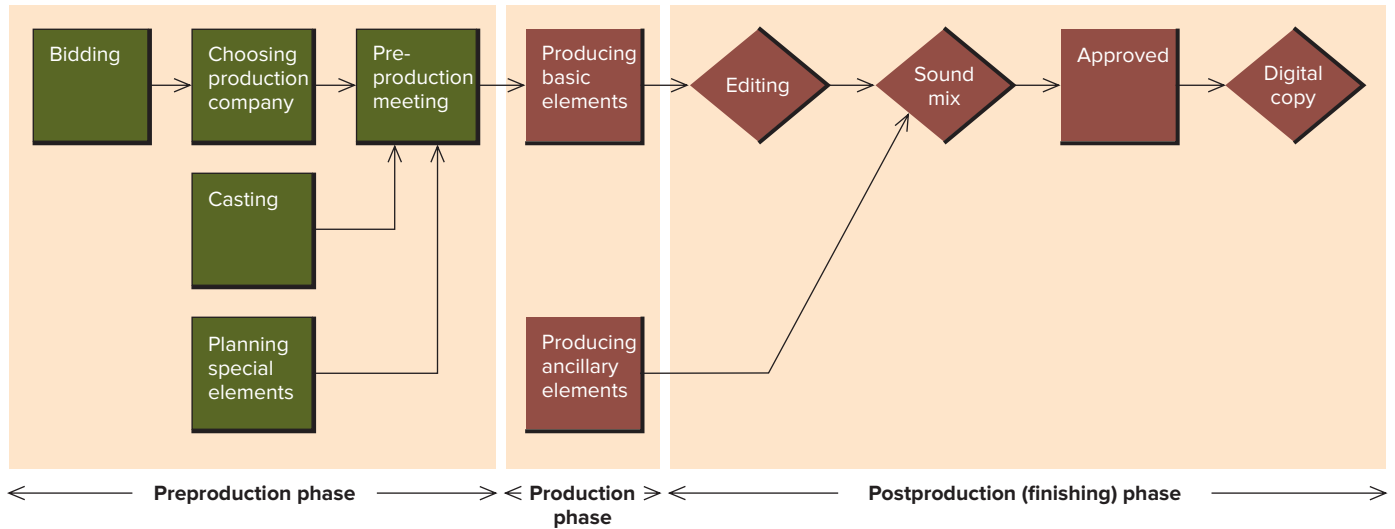 Bidding
Choosing
production
company
Pre-
production
meeting
Producing
basic
elements
Editing
Sound
mix
Approved
Digital
copy
Casting
Planning
special
elements
Producing
ancillary
elements
Preproduction phase
Production
phase
Postproduction (finishing) phase